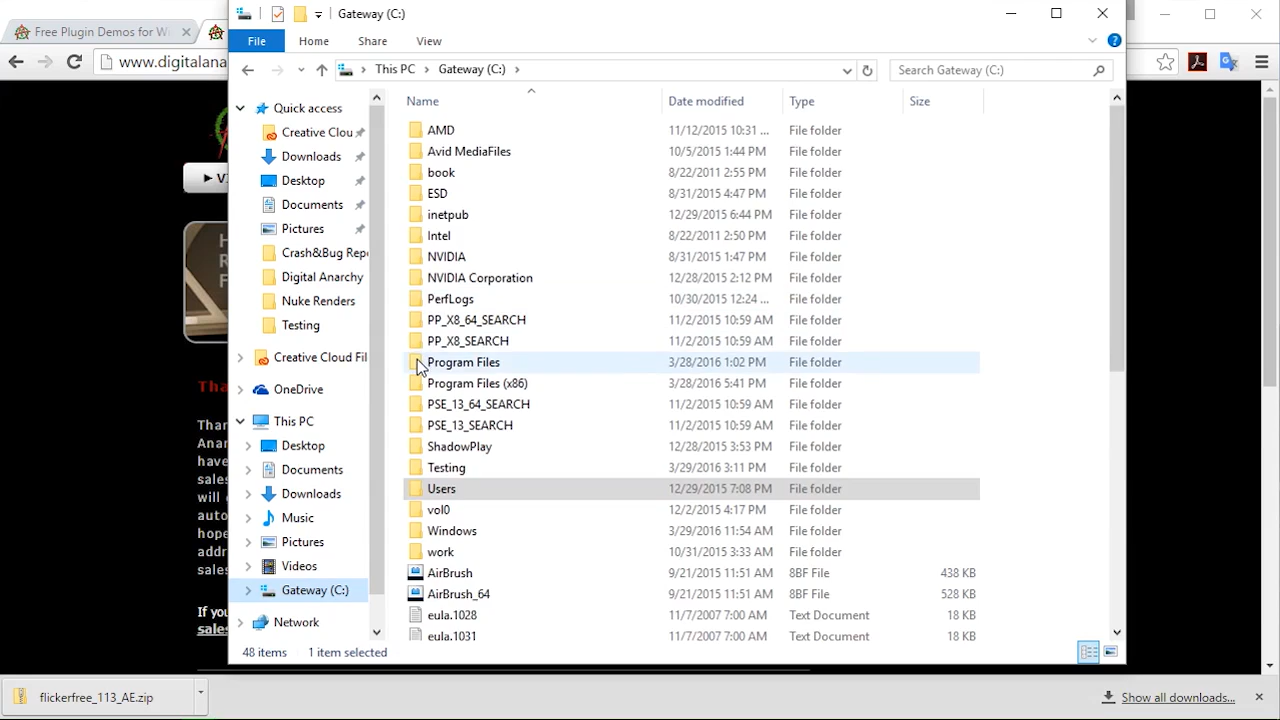 Gateway (C:)
Free Plugin Demos for Wi
www.digitalana
File Home Share View
This PC > Gateway (C:) >
Search Gateway (C:)
Quick access
Creative Clou
Downloads
Desktop
Documents
Pictures
Crash&Bug Repo
Digital Anarchy
Nuke Renders
Testing
Creative Cloud Fil
OneDrive
This PC
Desktop
Documents
Downloads
Music
Pictures
Videos
Gateway (C:)
Network
Name Date modified Type Size
AMD 11/12/2015 10:31 ... File folder
Avid MediaFiles 10/5/2015 1:44 PM File folder
book 8/22/2011 2:55 PM File folder
ESD 8/31/2015 4:47 PM File folder
inetpub 12/29/2015 6:44 PM File folder
Intel 8/22/2011 2:50 PM File folder
NVIDIA 8/31/2015 1:47 PM File folder
NVIDIA Corporation 12/28/2015 2:12 PM File folder
PerfLogs 10/30/2015 12:24 ... File folder
PP_X8_64_SEARCH 11/2/2015 10:59 AM File folder
PP_X8_SEARCH 11/2/2015 10:59 AM File folder
Program Files 3/28/2016 1:02 PM File folder
Program Files (x86) 3/28/2016 5:41 PM File folder
PSE_13_64_SEARCH 11/2/2015 10:59 AM File folder
PSE_13_SEARCH 11/2/2015 10:59 AM File folder
ShadowPlay 12/28/2015 3:53 PM File folder
Testing 3/29/2016 3:11 PM File folder
Users 12/29/2015 7:08 PM File folder
vol0 12/2/2015 4:17 PM File folder
Windows 3/29/2016 11:54 AM File folder
work 10/31/2015 3:33 AM File folder
AirBrush 9/21/2015 11:51 AM 8BF File 438 KB
AirBrush_64 9/21/2015 11:51 AM 8BF File 528 KB
eula.1028 11/7/2007 7:00 AM Text Document 18 KB
eula.1031 11/7/2007 7:00 AM Text Document 18 KB
48 items 1 item selected
Tha
Than
Anar
have
sales
will
auto
hope
addr
sales
If yo
sales
flickerfree_113_AE.zip
Show all downloads...